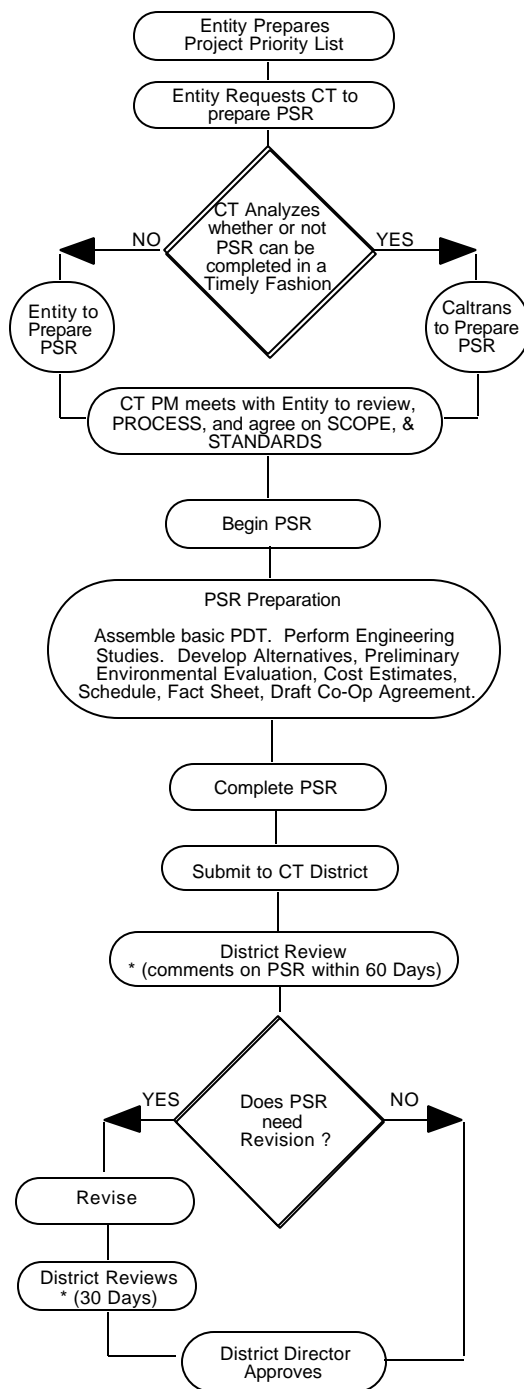 Entity Prepares
Project Priority List
Entity Requests CT to
prepare PSR
CT Analyzes
whether or not
PSR can be
completed in a
Timely Fashion
NO
YES
Entity to
Prepare
PSR
Caltrans
to Prepare
PSR
CT PM meets with Entity to review,
PROCESS, and agree on SCOPE, &
STANDARDS
Begin PSR
PSR Preparation
Assemble basic PDT. Perform Engineering
Studies. Develop Alternatives, Preliminary
Environmental Evaluation, Cost Estimates,
Schedule, Fact Sheet, Draft Co-Op Agreement.
Complete PSR
Submit to CT District
District Review
* (comments on PSR within 60 Days)
Does PSR
need
Revision ?
YES
NO
Revise
District Reviews
* (30 Days)
District Director
Approves